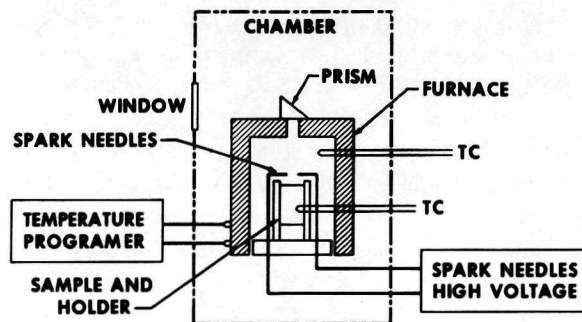 CHAMBER
PRISM
FURNACE
WINDOW
SPARK NEEDLES
TC
TC
TEMPERATURE
PROGRAMER
SAMPLE AND
HOLDER
SPARK NEEDLES
HIGH VOLTAGE